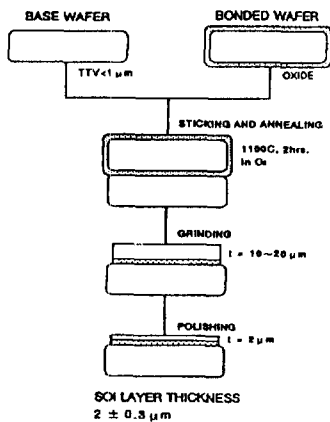 BASE WAFER
BONDED WAFER
TTV<1 μm
OXIDE
STICKING AND ANNEALING
1100C, 2hrs.
in O₂
GRINDING
t = 10~20 μm
POLISHING
t = 2 μm
SOI LAYER THICKNESS
2 ± 0.3 μm